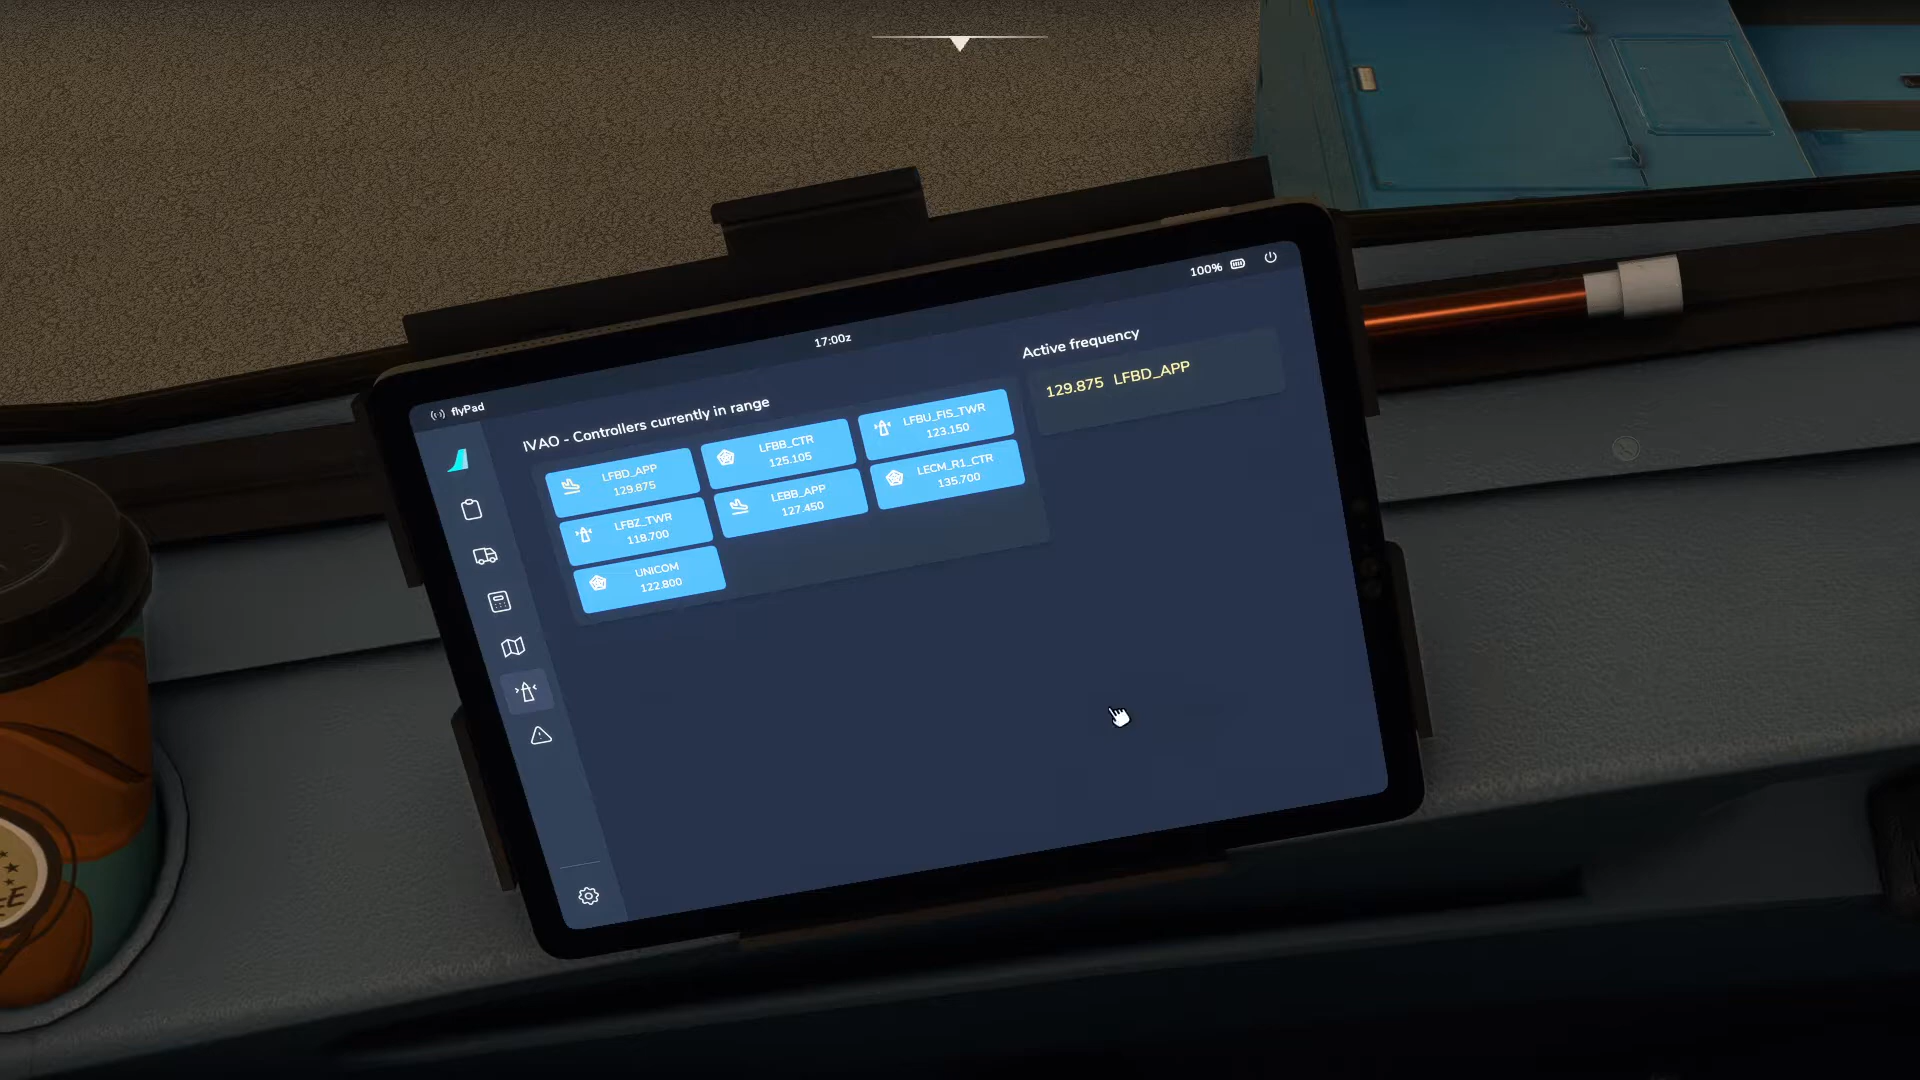 100%
17:00z
flyPad
IVAO - Controllers currently in range
Active frequency
129.875 LFBD_APP
LFBD_APP
129.875
LFBB_CTR
125.105
LFBU_FIS_TWR
123.150
LFBZ_TWR
118.700
LEBB_APP
127.450
LECM_R1_CTR
135.700
UNICOM
122.800